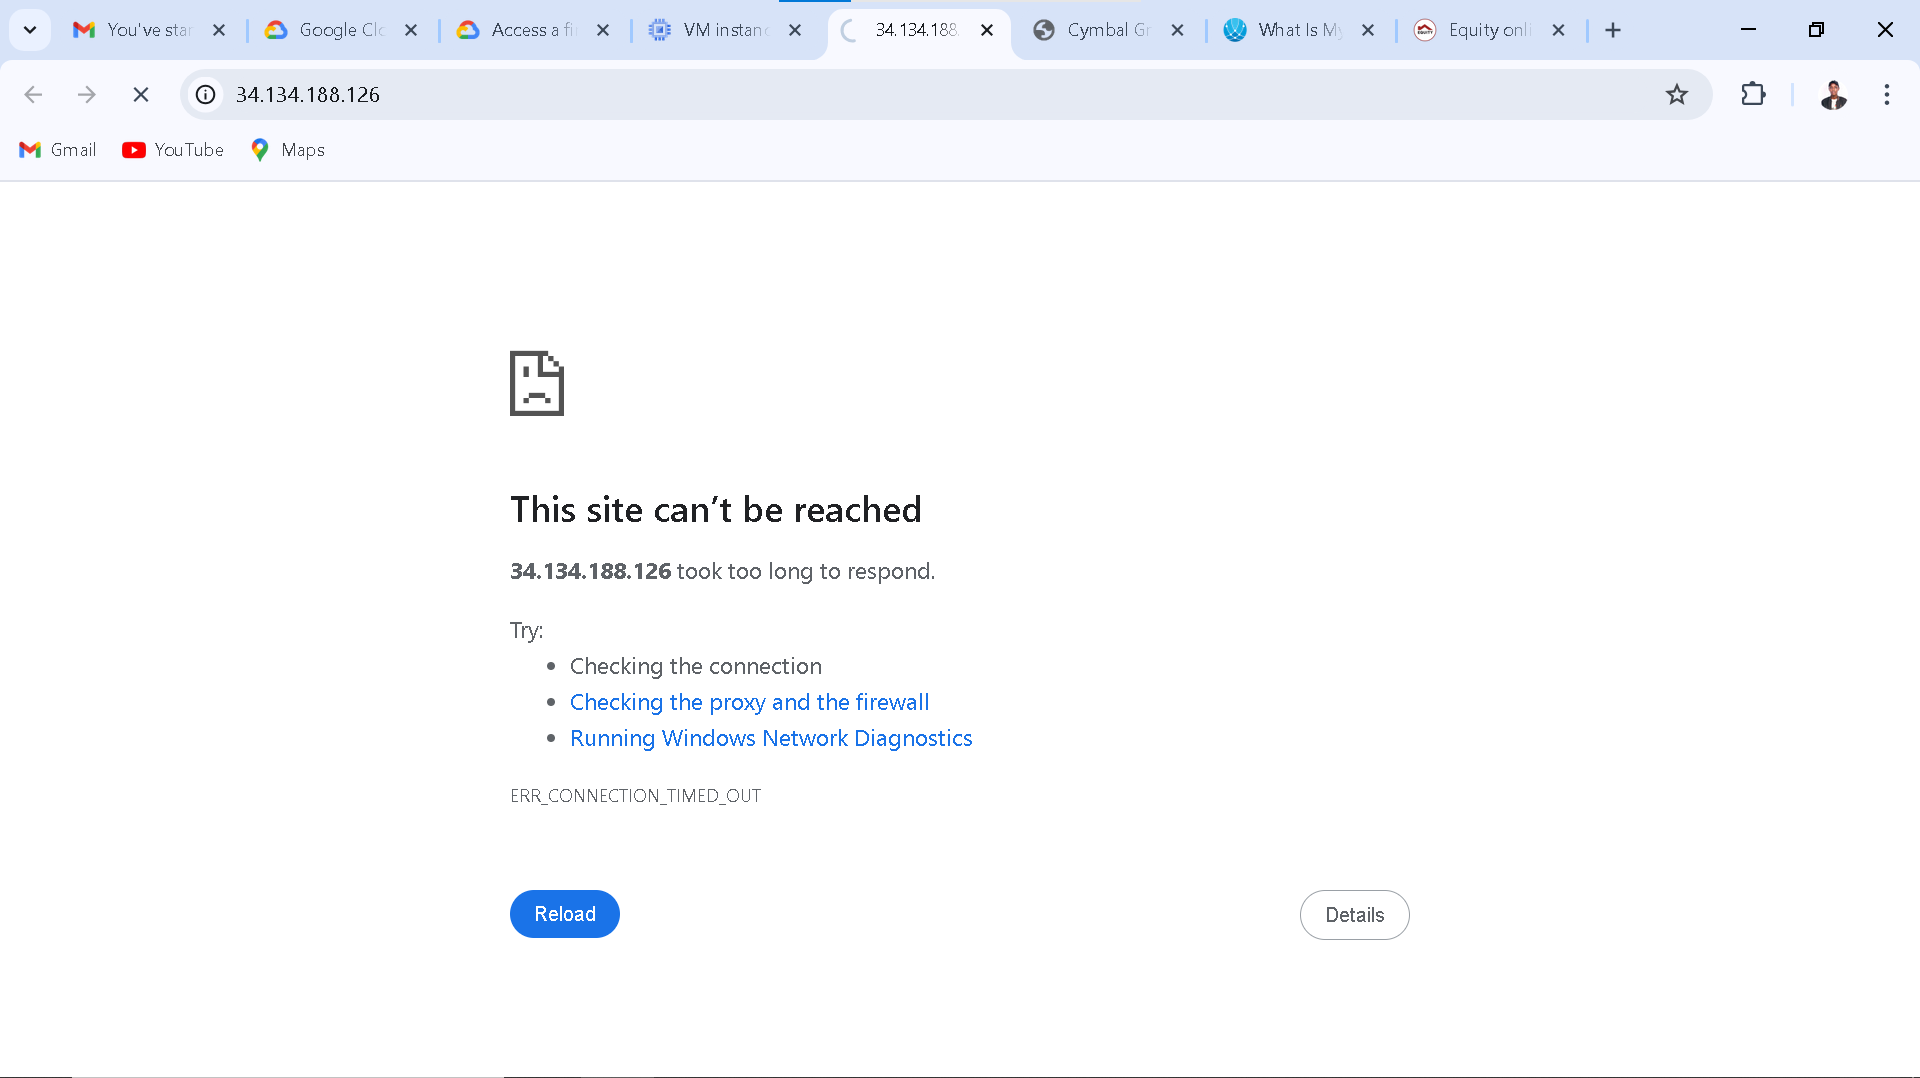 You've star
Google Clo
Access a fi
VM instanc
34.134.188.
Cymbal Gr
What Is My
Equity onli
34.134.188.126
Gmail
YouTube
Maps
This site can’t be reached
34.134.188.126 took too long to respond.
Try:
Checking the connection
Checking the proxy and the firewall
Running Windows Network Diagnostics
ERR_CONNECTION_TIMED_OUT
Reload
Details